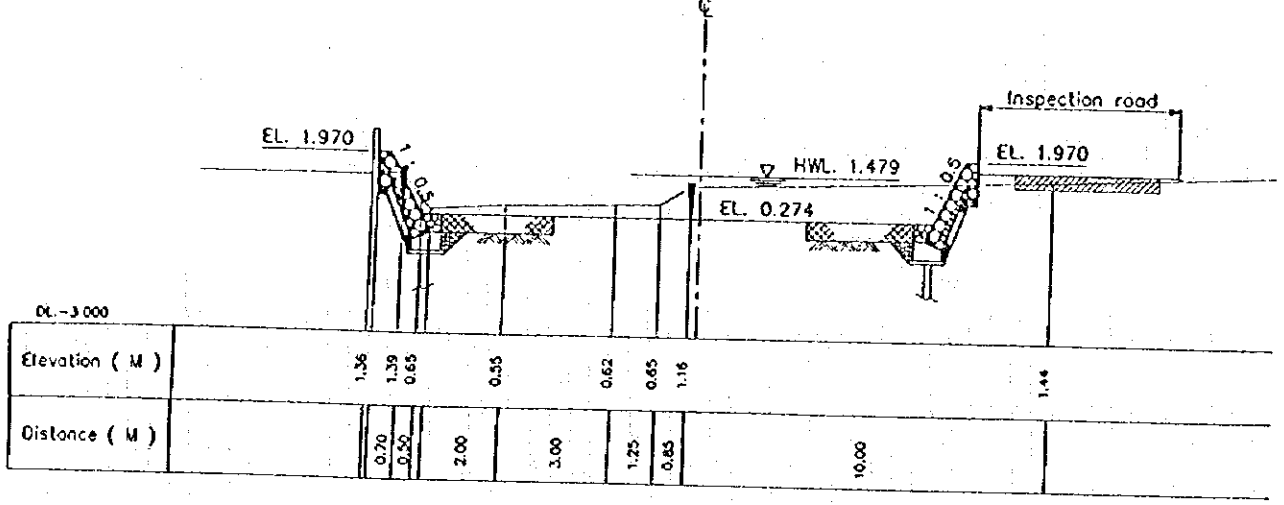 ℄
Inspection road
EL. 1.970
1 : 0.5
HWL. 1.479
1 : 0.5
EL. 1.970
EL. 0.274
DL.-3000
Elevation ( M )
1.36
1.39
0.65
0.55
0.62
0.65
1.16
1.44
Distance ( M )
0.70
0.50
2.00
3.00
1.25
0.85
10.00